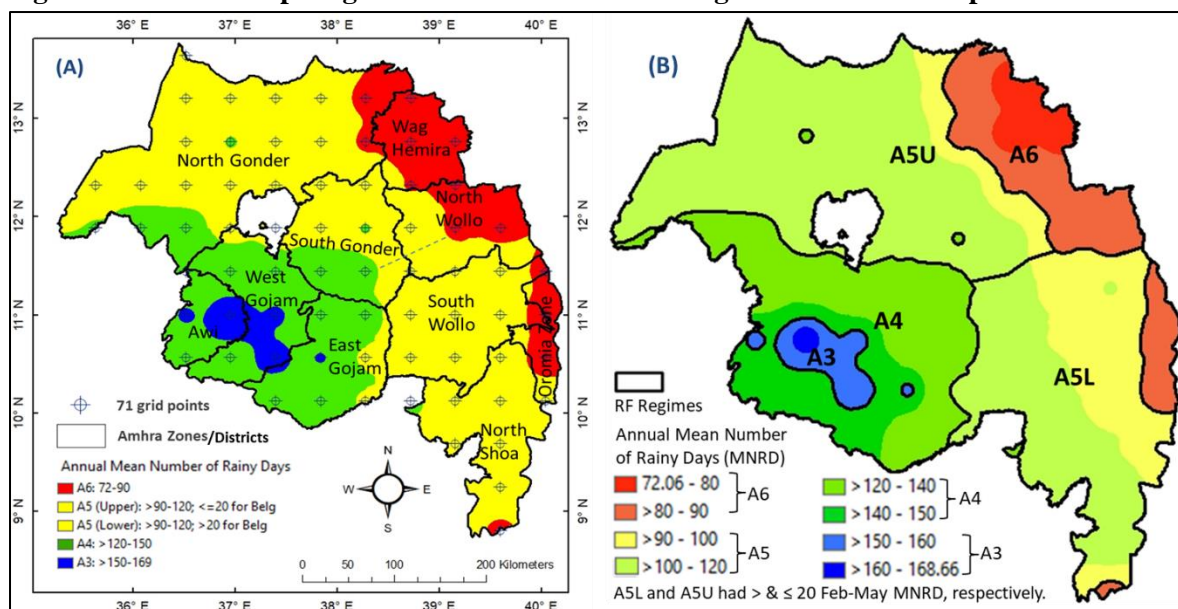 36° E 37° E 38° E 39° E 40° E
(A)
(B)
13° N
12° N
11° N
10° N
9° N
Wag
Hemira
North Gonder
North
Wollo
South Gonder
West
Gojam
South
Wollo
Awi
East
Gojam
Oromia Zone
North
Shoa
71 grid points
Amhra Zones/Districts
Annual Mean Number of Rainy Days
A6: 72-90
A5 (Upper): >90-120; <=20 for Belg
A5 (Lower): >90-120; >20 for Belg
A4: >120-150
A3: >150-169
N
W E
S
0 50 100 200 Kilometers
36° E 37° E 38° E 39° E 40° E
A5U
A6
A4
A3
A5L
RF Regimes
Annual Mean Number
of Rainy Days (MNRD)
72.06 - 80
>80 - 90
A6
>90 - 100
>100 - 120
A5
>120 - 140
>140 - 150
A4
>150 - 160
>160 - 168.66
A3
A5L and A5U had > & ≤ 20 Feb-May MNRD, respectively.